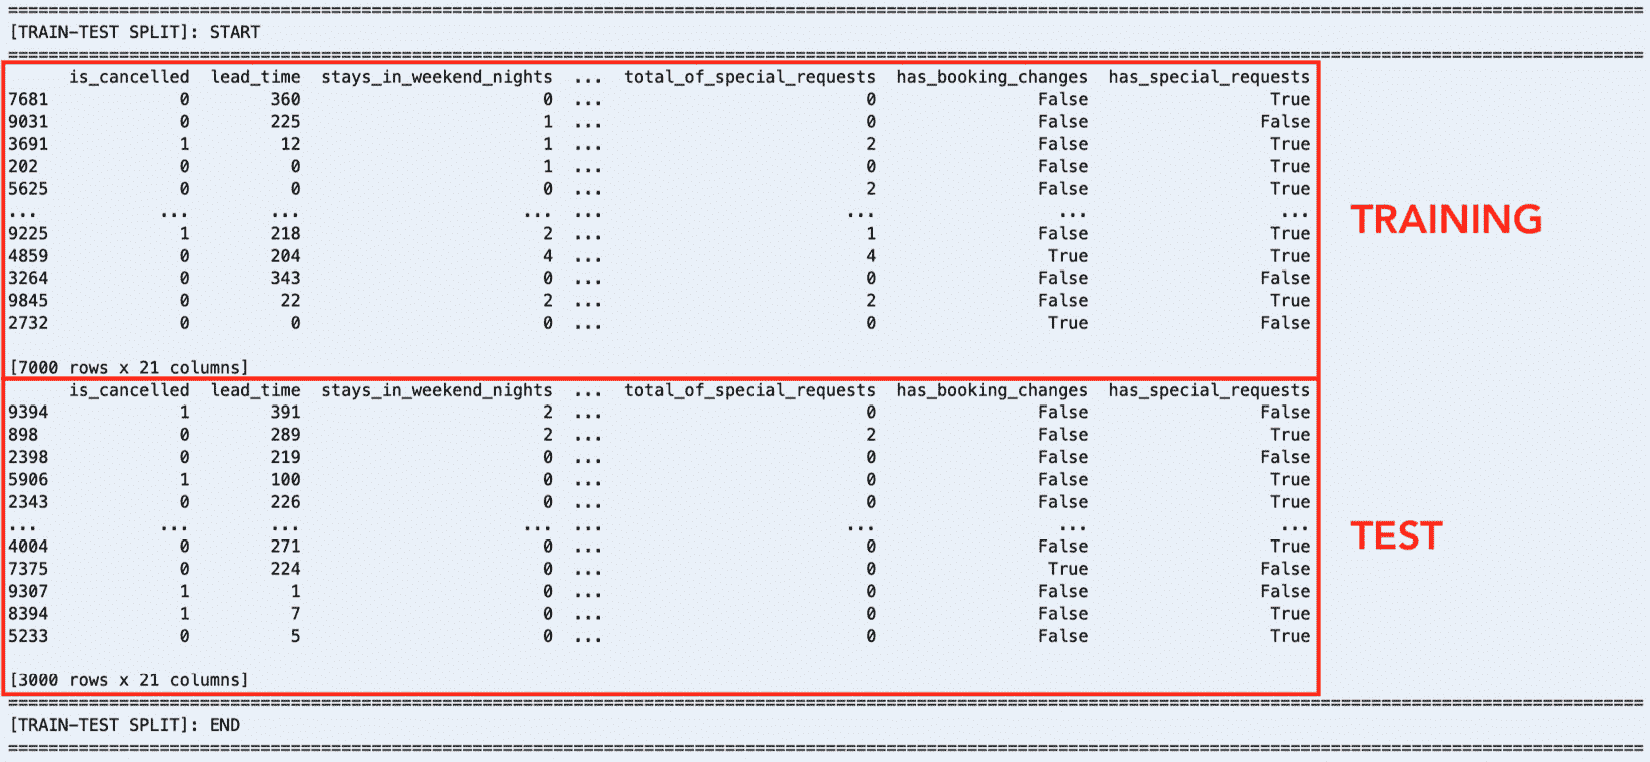 ====================================================================================================================================================================
[TRAIN-TEST SPLIT]: START
====================================================================================================================================================================
is_cancelled lead_time stays_in_weekend_nights ... total_of_special_requests has_booking_changes has_special_requests
7681 0 360 0 ... 0 False True
9031 0 225 1 ... 0 False False
3691 1 12 1 ... 2 False True
202 0 0 1 ... 0 False True
5625 0 0 0 ... 2 False True
... ... ... ... ... ... ... ...
9225 1 218 2 ... 1 False True
4859 0 204 4 ... 4 True True
3264 0 343 0 ... 0 False False
9845 0 22 2 ... 2 False True
2732 0 0 0 ... 0 True False
[7000 rows x 21 columns]
TRAINING
is_cancelled lead_time stays_in_weekend_nights ... total_of_special_requests has_booking_changes has_special_requests
9394 1 391 2 ... 0 False False
898 0 289 2 ... 2 False True
2398 0 219 0 ... 0 False False
5906 1 100 0 ... 0 False True
2343 0 226 0 ... 0 False True
... ... ... ... ... ... ... ...
4004 0 271 0 ... 0 False True
7375 0 224 0 ... 0 True False
9307 1 1 0 ... 0 False False
8394 1 7 0 ... 0 False True
5233 0 5 0 ... 0 False True
[3000 rows x 21 columns]
TEST
====================================================================================================================================================================
[TRAIN-TEST SPLIT]: END
====================================================================================================================================================================